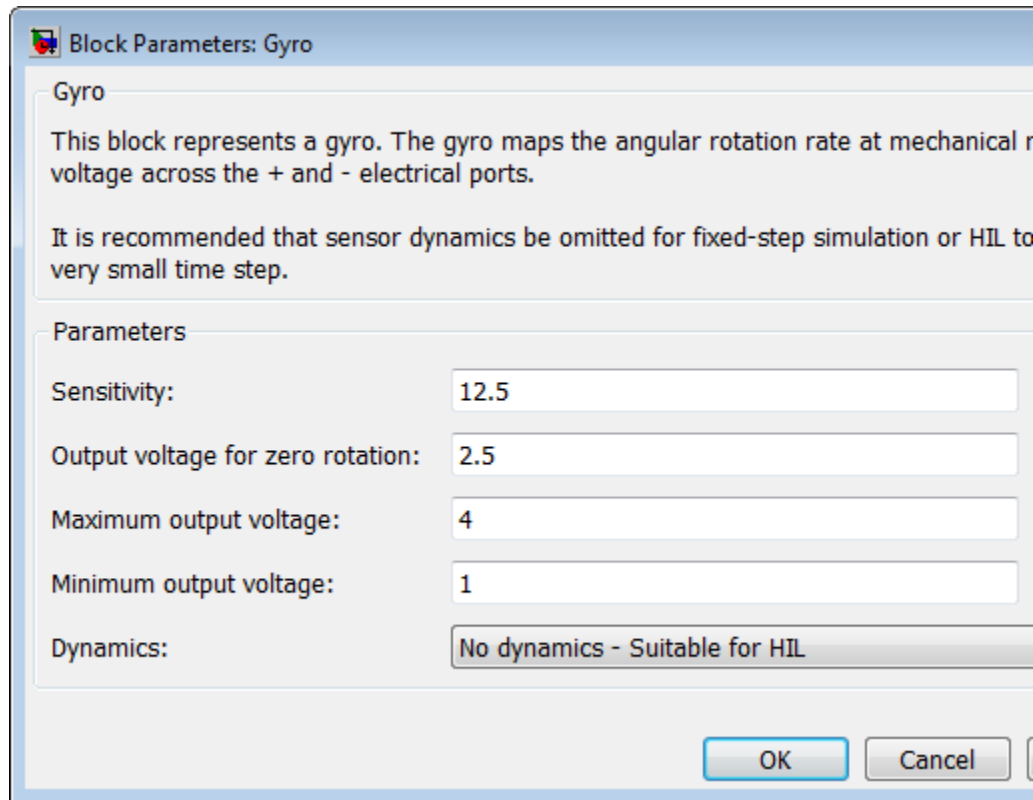 Block Parameters: Gyro
Gyro
This block represents a gyro. The gyro maps the angular rotation rate at mechanical
voltage across the + and - electrical ports.
It is recommended that sensor dynamics be omitted for fixed-step simulation or HIL to
very small time step.
Parameters
Sensitivity: 12.5
Output voltage for zero rotation: 2.5
Maximum output voltage: 4
Minimum output voltage: 1
Dynamics: No dynamics - Suitable for HIL
OK Cancel